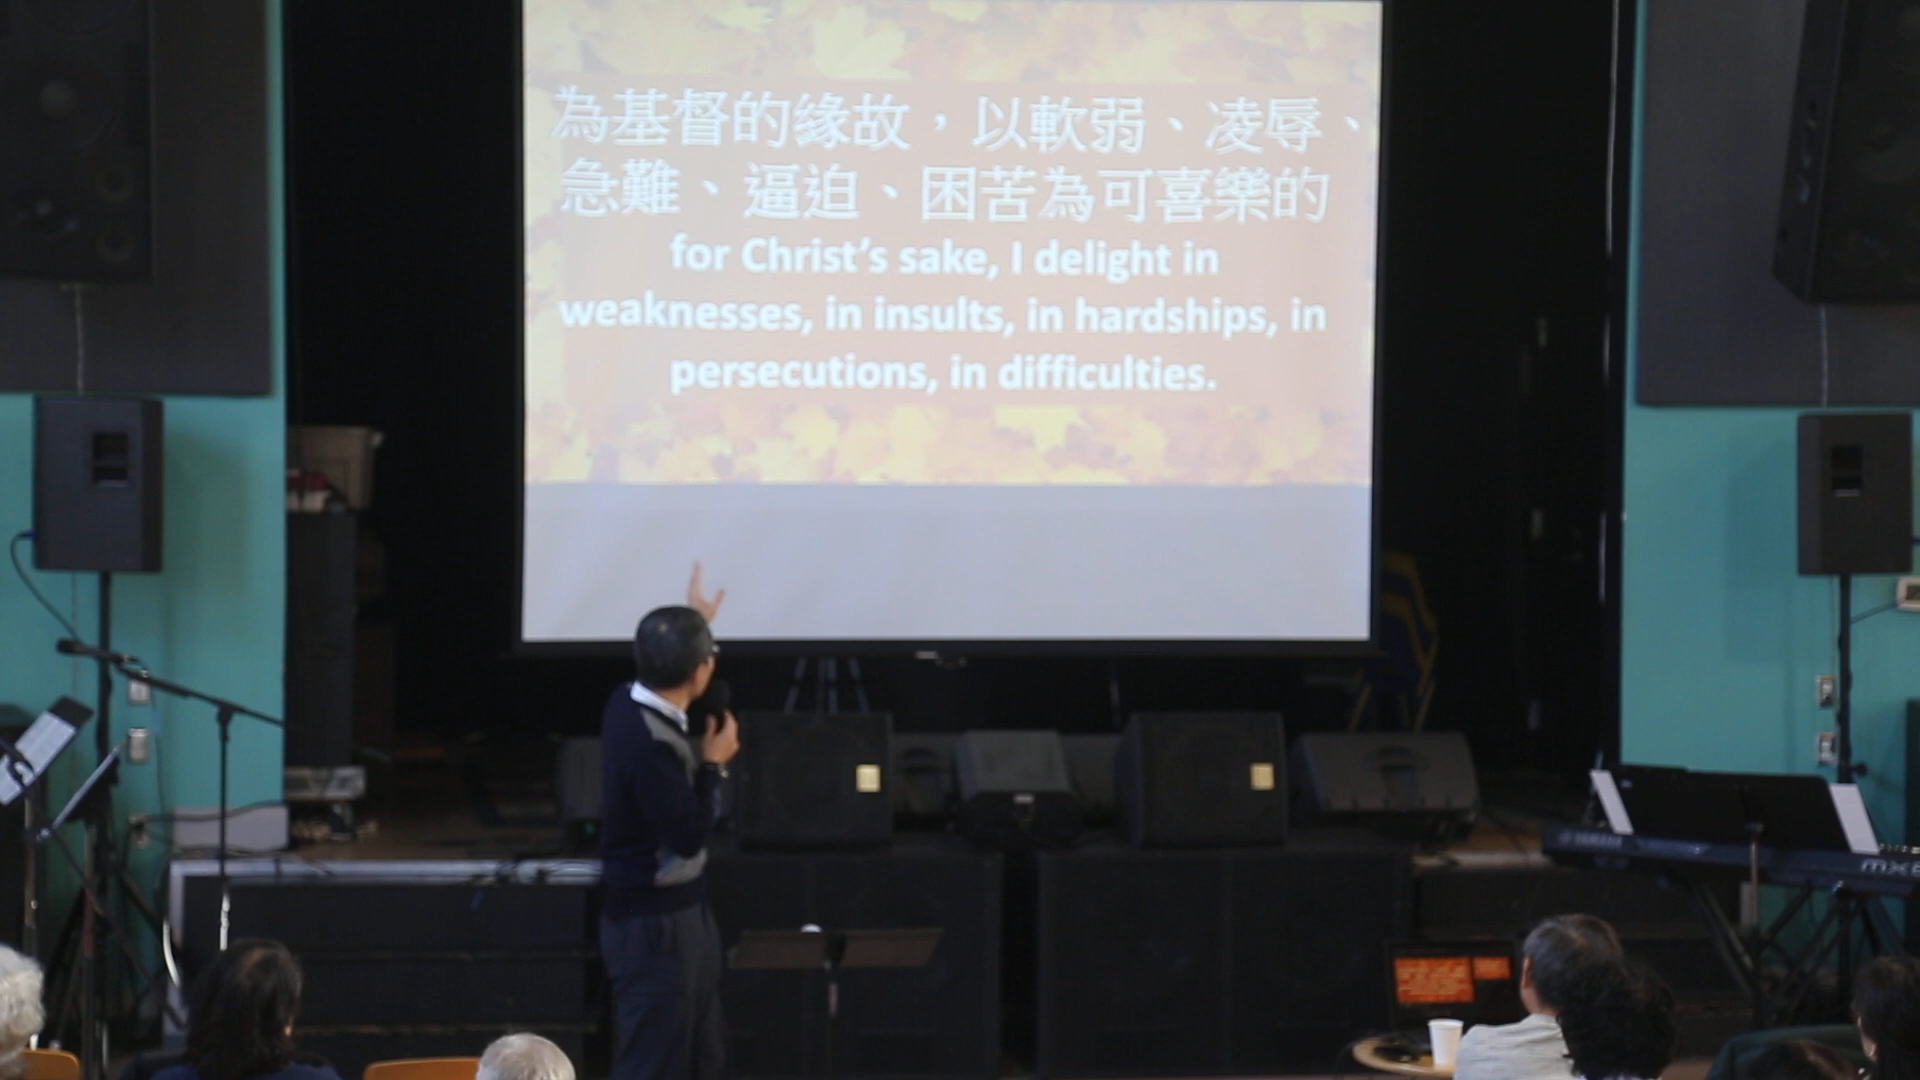 為基督的緣故，以軟弱、凌辱、
急難、逼迫、困苦為可喜樂的
for Christ's sake, I delight in
weaknesses, in insults, in hardships, in
persecutions, in difficulties.
YAMAHA